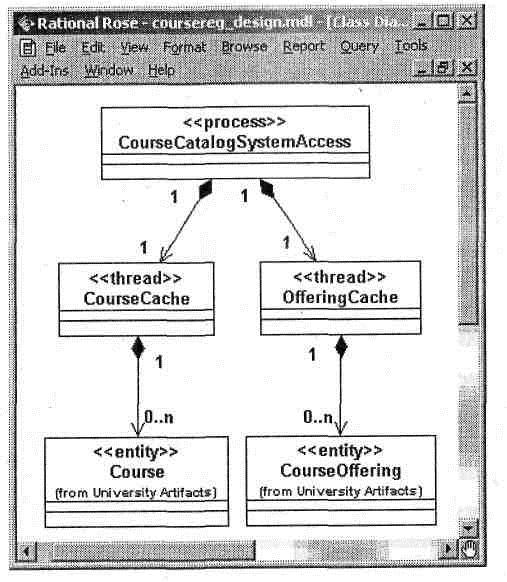 Rational Rose - coursereg_design.mdl - [Class Dia...
File Edit View Format Browse Report Query Tools
Add-Ins Window Help
<<process>>
CourseCatalogSystemAccess
1 1
1 1
<<thread>> <<thread>>
CourseCache OfferingCache
1 1
0..n 0..n
<<entity>> <<entity>>
Course CourseOffering
(from University Artifacts) (from University Artifacts)